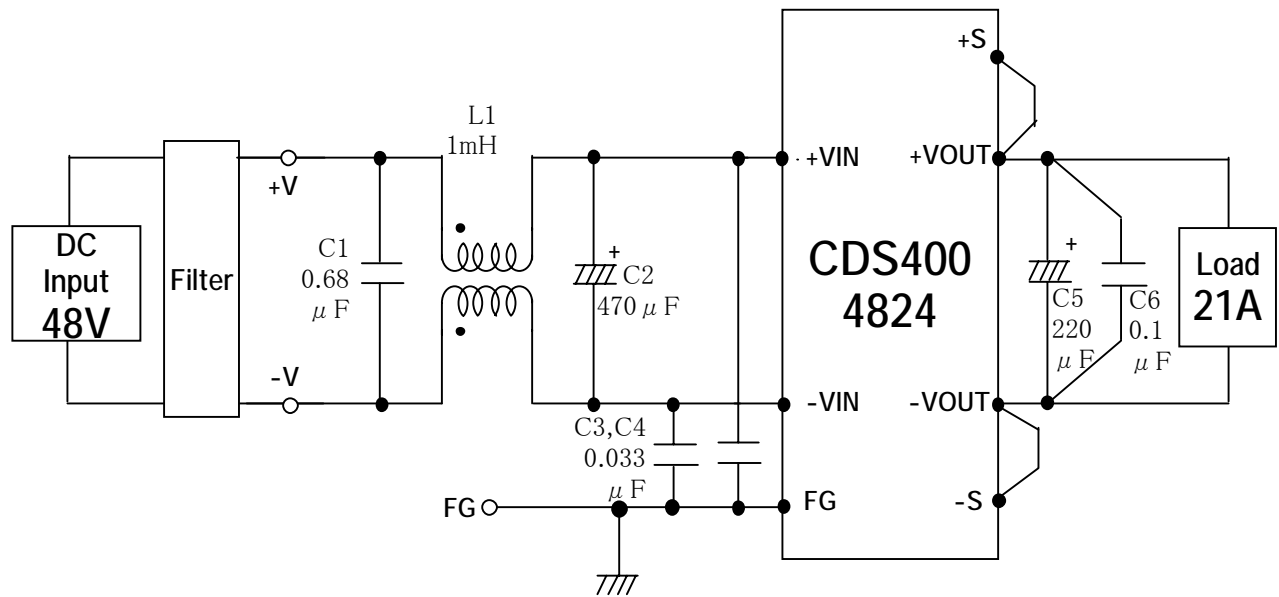 +S
L1
1mH
+V
+VIN
+VOUT
DC
Input
48V
Filter
C1
0.68
μF
+
C2
470μF
CDS400
4824
+
C5
220
μF
C6
0.1
μF
Load
21A
-V
-VIN
-VOUT
C3,C4
0.033
μF
FG
FG
-S